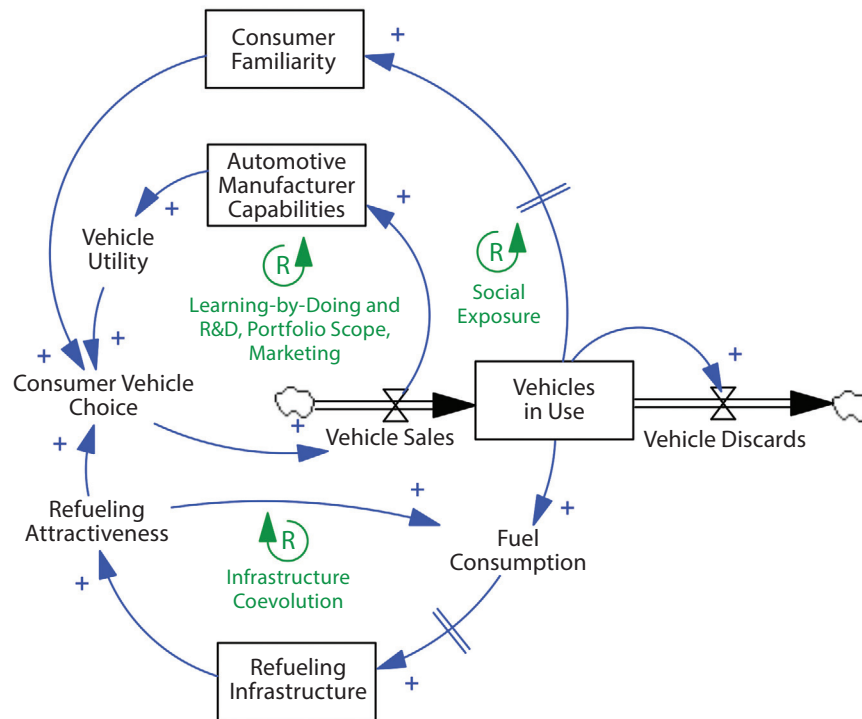 Consumer
Familiarity
+
Automotive
Manufacturer
Capabilities
+
+
Vehicle
Utility
R
Learning-by-Doing and
R&D, Portfolio Scope,
Marketing
R
Social
Exposure
+
+
+
Consumer Vehicle
Choice
+
Vehicle Sales
Vehicles
in Use
Vehicle Discards
+
Refueling
Attractiveness
+
R
Infrastructure
Coevolution
+
Fuel
Consumption
+
Refueling
Infrastructure
+